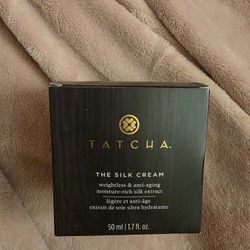 TATCHA.
THE SILK CREAM
weightless & anti-aging
moisture-rich silk extract
légère et anti-âge
extrait de soie ultra hydratante
50 ml | 1.7 fl. oz.